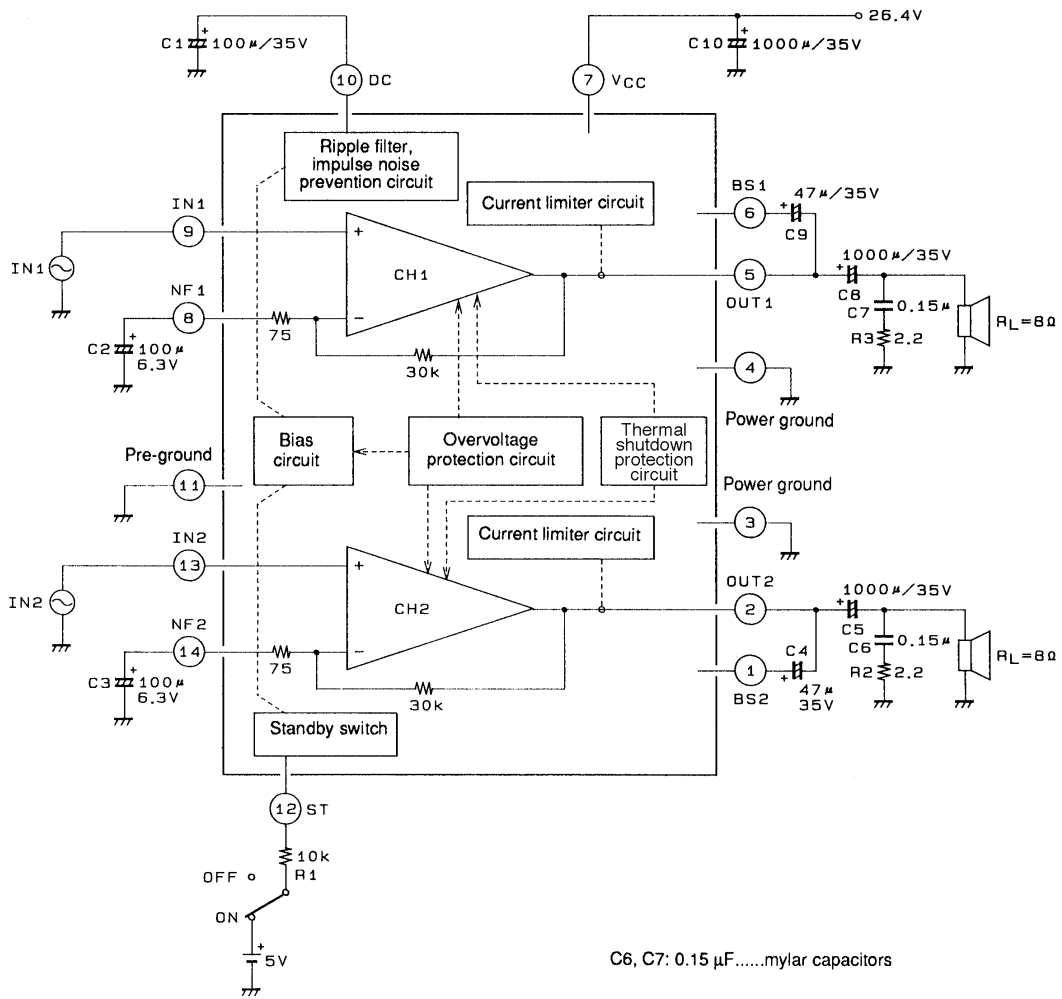 26.4V
C1
+
100μ/35V
C10
+
1000μ/35V
10
DC
7
VCC
Ripple filter,
impulse noise
prevention circuit
Current limiter circuit
BS1
47μ/35V
6
+
C9
IN1
9
+
IN1
CH1
1000μ/35V
5
+
C8
OUT1
C7
0.15μ
R3
2.2
RL=8Ω
NF1
8
75
−
C2
+
100μ
6.3V
30k
4
Power ground
Bias
circuit
Overvoltage
protection circuit
Thermal
shutdown
protection
circuit
Pre-ground
11
Power ground
3
Current limiter circuit
IN2
13
+
IN2
CH2
OUT2
2
1000μ/35V
+
C5
C6
0.15μ
R2
2.2
RL=8Ω
NF2
14
75
−
C3
+
100μ
6.3V
30k
1
BS2
C4
+
47μ
35V
Standby switch
12
ST
10k
R1
OFF
ON
+
5V
C6, C7: 0.15 μF......mylar capacitors